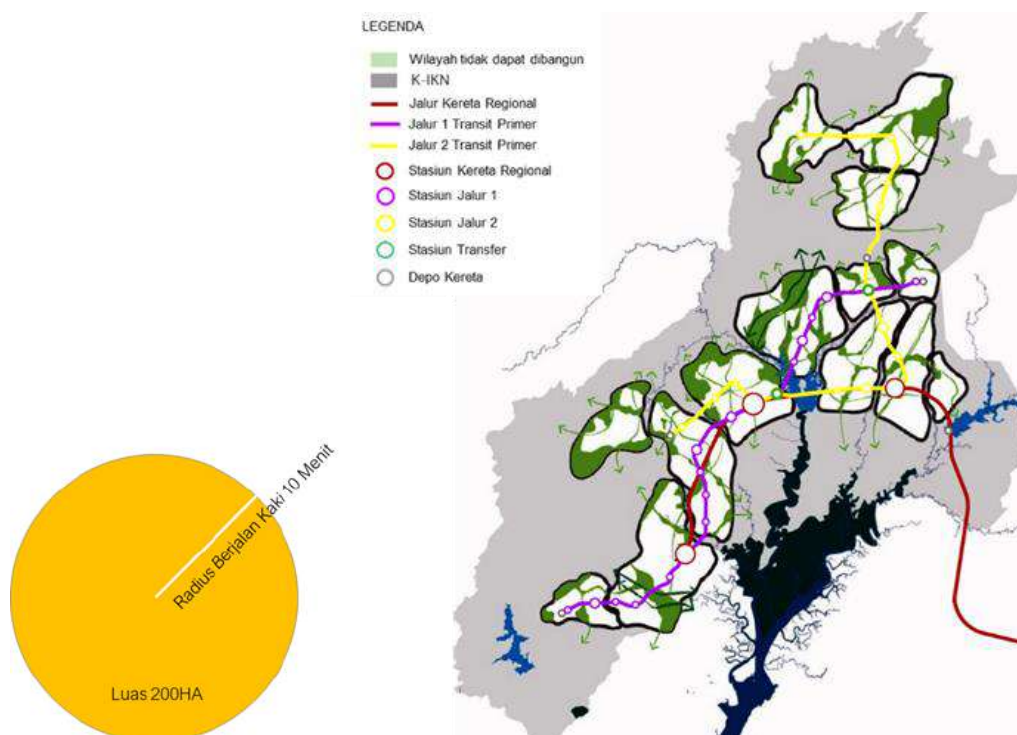 LEGENDA
Wilayah tidak dapat dibangun
K-IKN
Jalur Kereta Regional
Jalur 1 Transit Primer
Jalur 2 Transit Primer
Stasiun Kereta Regional
Stasiun Jalur 1
Stasiun Jalur 2
Stasiun Transfer
Depo Kereta
Radius Berjalan Kaki 10 Menit
Luas 200HA